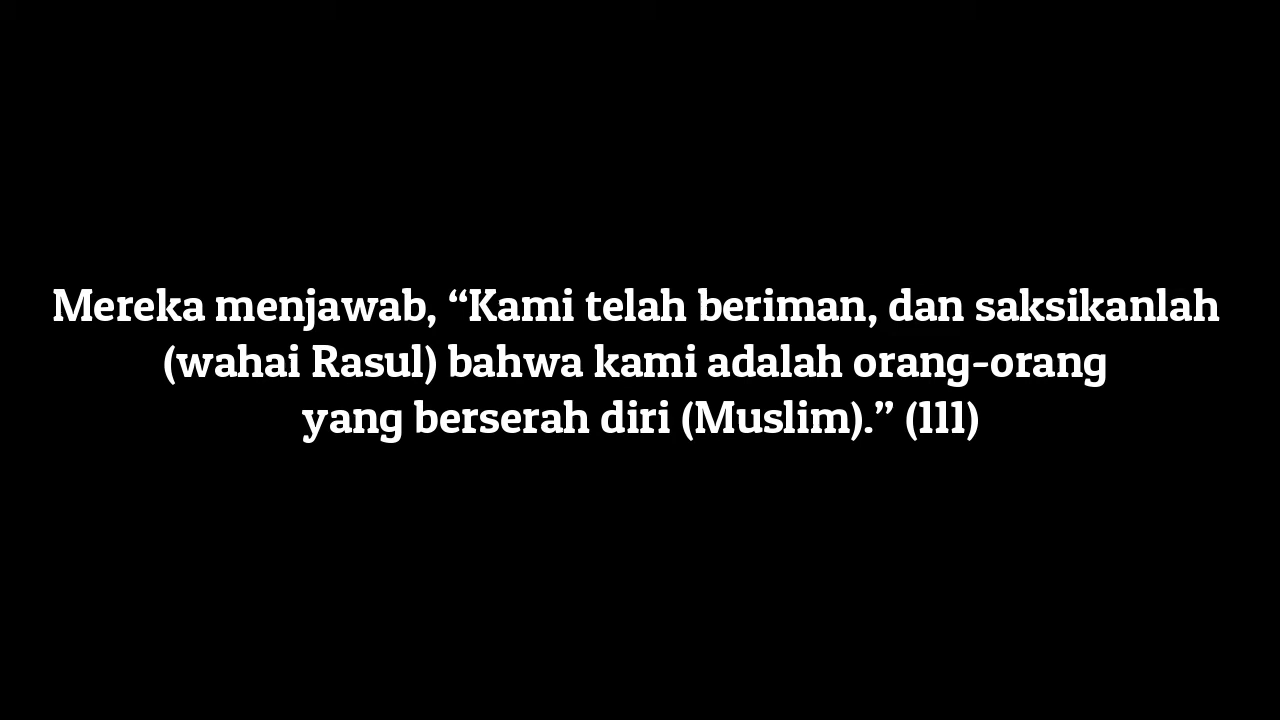 Mereka menjawab, “Kami telah beriman, dan saksikanlah
(wahai Rasul) bahwa kami adalah orang-orang
yang berserah diri (Muslim).” (111)